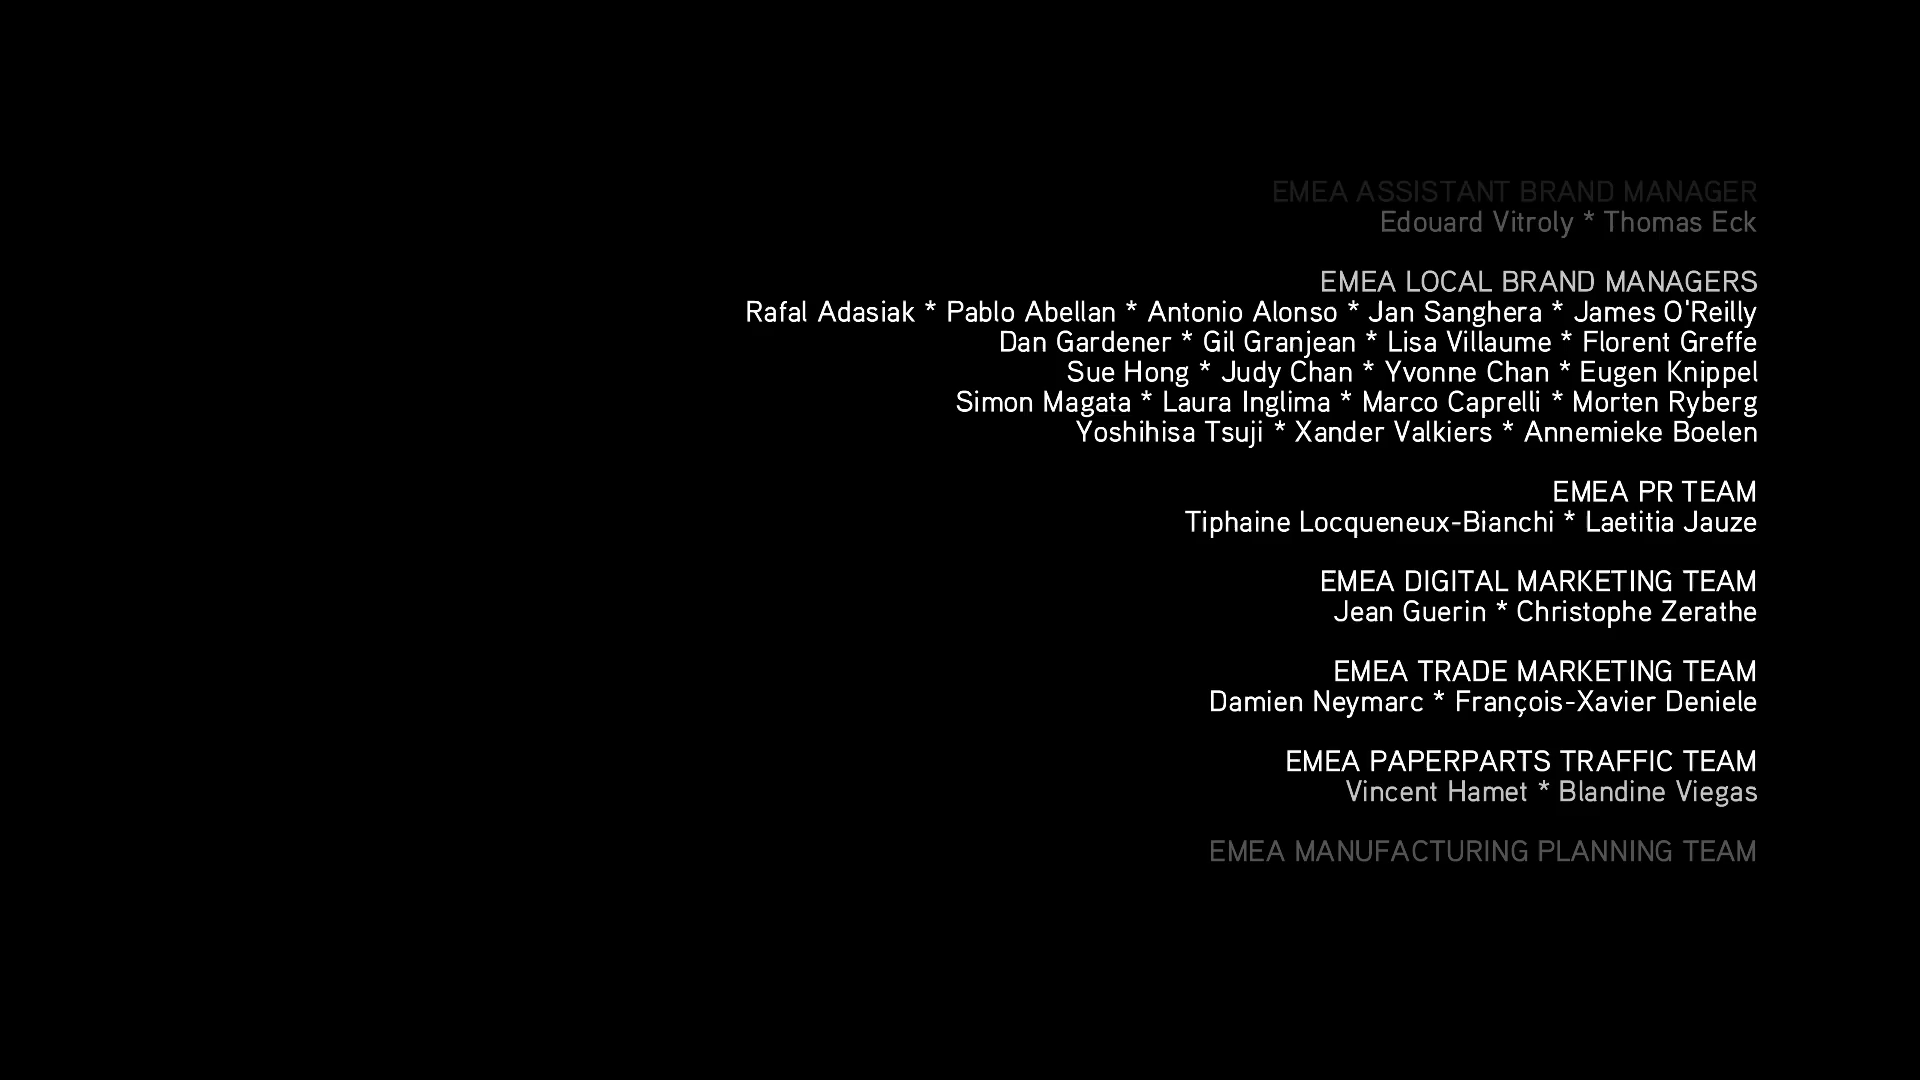 EMEA ASSISTANT BRAND MANAGER
Edouard Vitroly * Thomas Eck
EMEA LOCAL BRAND MANAGERS
Rafal Adasiak * Pablo Abellan * Antonio Alonso * Jan Sanghera * James O'Reilly
Dan Gardener * Gil Granjean * Lisa Villaume * Florent Greffe
Sue Hong * Judy Chan * Yvonne Chan * Eugen Knippel
Simon Magata * Laura Inglima * Marco Caprelli * Morten Ryberg
Yoshihisa Tsuji * Xander Valkiers * Annemieke Boelen
EMEA PR TEAM
Tiphaine Locqueneux-Bianchi * Laetitia Jauze
EMEA DIGITAL MARKETING TEAM
Jean Guerin * Christophe Zerathe
EMEA TRADE MARKETING TEAM
Damien Neymarc * François-Xavier Deniele
EMEA PAPERPARTS TRAFFIC TEAM
Vincent Hamet * Blandine Viegas
EMEA MANUFACTURING PLANNING TEAM